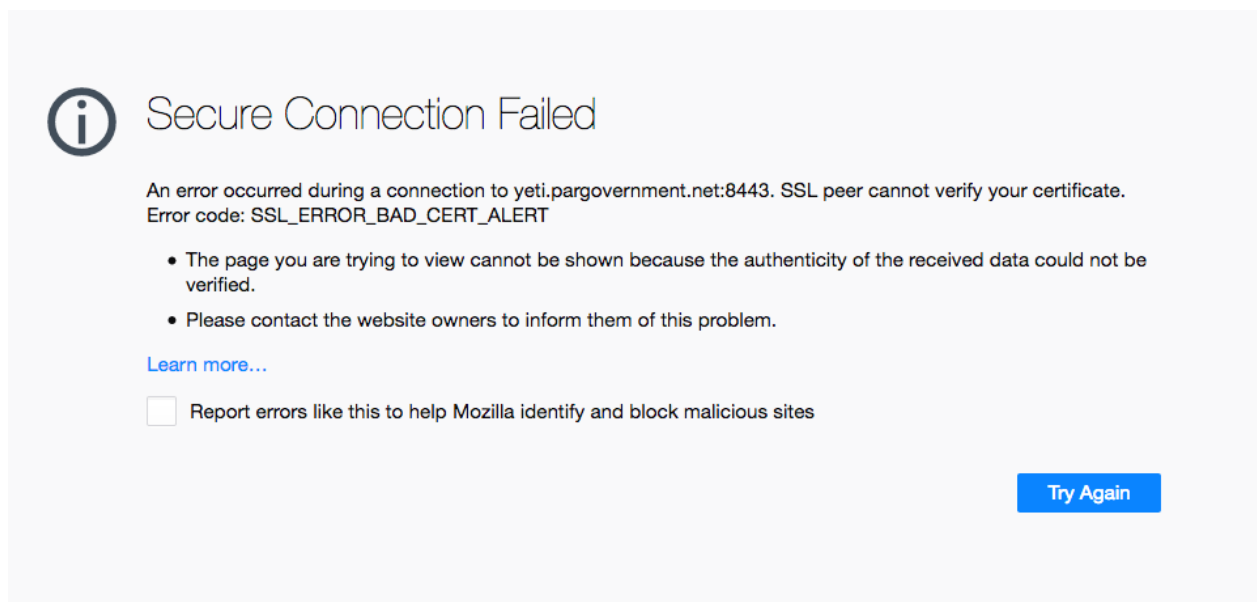 Secure Connection Failed
An error occurred during a connection to yeti.pargovernment.net:8443. SSL peer cannot verify your certificate.
Error code: SSL_ERROR_BAD_CERT_ALERT
• The page you are trying to view cannot be shown because the authenticity of the received data could not be
verified.
• Please contact the website owners to inform them of this problem.
Learn more…
Report errors like this to help Mozilla identify and block malicious sites
Try Again